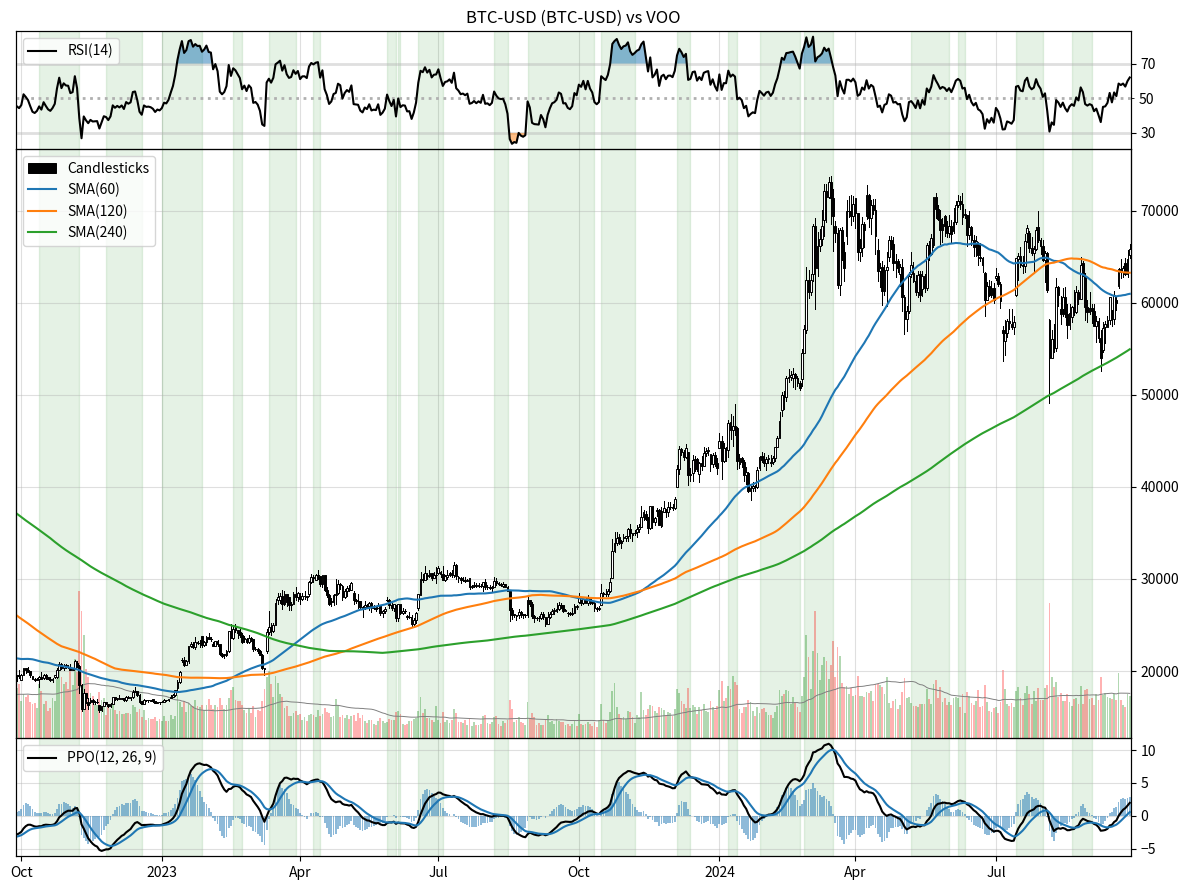 BTC-USD (BTC-USD) vs VOO
RSI(14)
70
50
30
Candlesticks
SMA(60)
SMA(120)
SMA(240)
70000
60000
50000
40000
30000
20000
PPO(12, 26, 9)
10
5
0
−5
Oct 2023 Apr Jul Oct 2024 Apr Jul